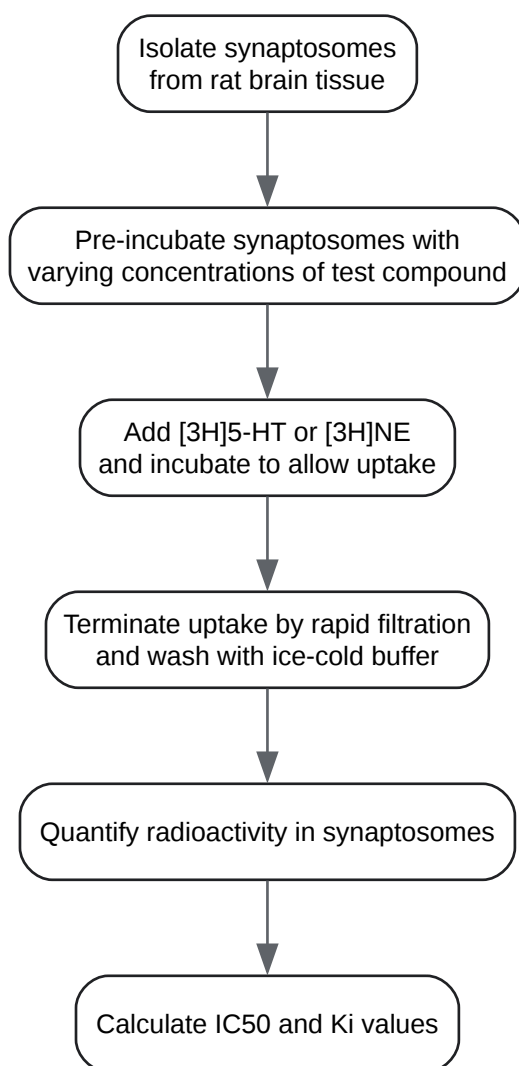 Isolate synaptosomes
from rat brain tissue
Pre-incubate synaptosomes with
varying concentrations of test compound
Add [3H]5-HT or [3H]NE
and incubate to allow uptake
Terminate uptake by rapid filtration
and wash with ice-cold buffer
Quantify radioactivity in synaptosomes
Calculate IC50 and Ki values